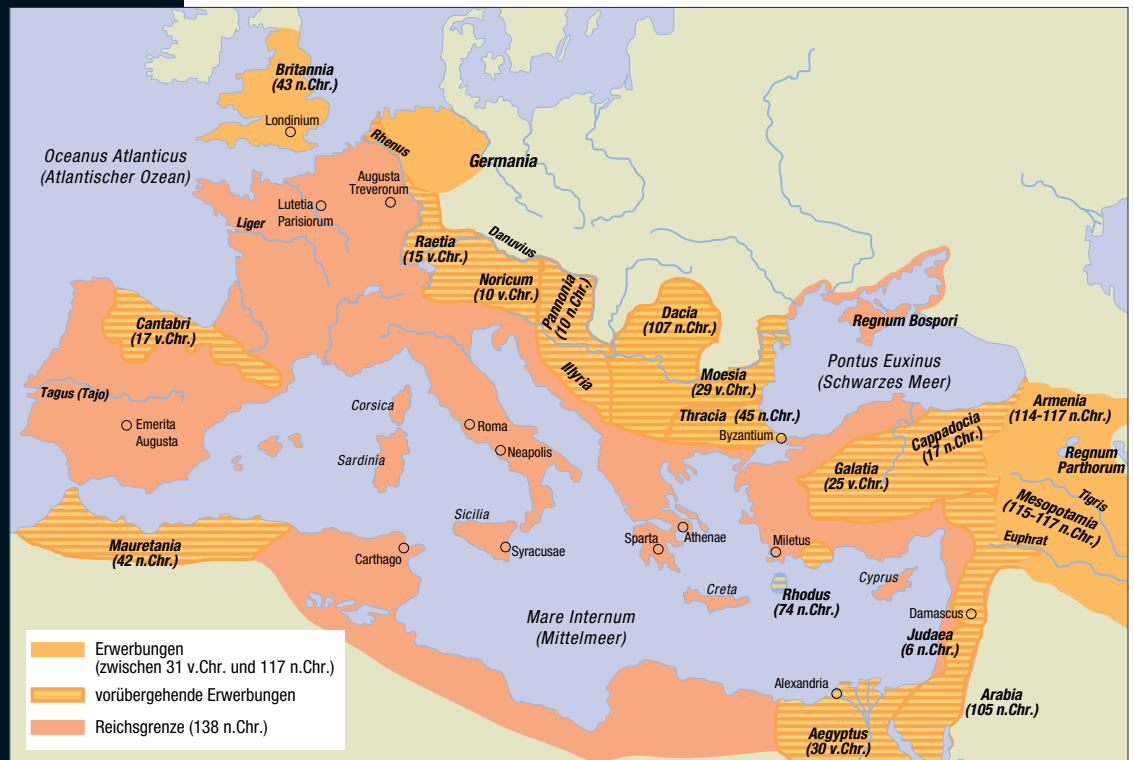 Britannia
(43 n.Chr.)
Londinium
Oceanus Atlanticus
(Atlantischer Ozean)
Rhenus
Germania
Augusta
Treverorum
Lutetia
Parisiorum
Liger
Raetia
(15 v.Chr.)
Danuvius
Noricum
(10 v.Chr.)
Pannonia
(10 n.Chr.)
Dacia
(107 n.Chr.)
Regnum Bospori
Cantabri
(17 v.Chr.)
Illyria
Moesia
(29 v.Chr.)
Pontus Euxinus
(Schwarzes Meer)
Tagus (Tajo)
Emerita
Augusta
Corsica
Roma
Neapolis
Sardinia
Thracia (45 n.Chr.)
Byzantium
Armenia
(114-117 n.Chr.)
Cappadocia
(17 n.Chr.)
Regnum
Parthorum
Galatia
(25 v.Chr.)
Tigris
Mesopotamia
(115-117 n.Chr.)
Euphrat
Mauretania
(42 n.Chr.)
Carthago
Sicilia
Syracusae
Sparta
Athenae
Miletus
Creta
Rhodus
(74 n.Chr.)
Cyprus
Damascus
Mare Internum
(Mittelmeer)
Judaea
(6 n.Chr.)
Alexandria
Arabia
(105 n.Chr.)
Aegyptus
(30 v.Chr.)
Erwerbungen
(zwischen 31 v.Chr. und 117 n.Chr.)
vorübergehende Erwerbungen
Reichsgrenze (138 n.Chr.)